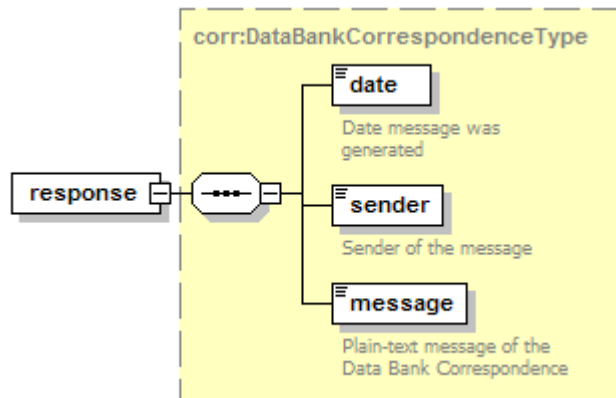 corr:DataBankCorrespondenceType
date
Date message was
generated
response
sender
Sender of the message
message
Plain-text message of the
Data Bank Correspondence